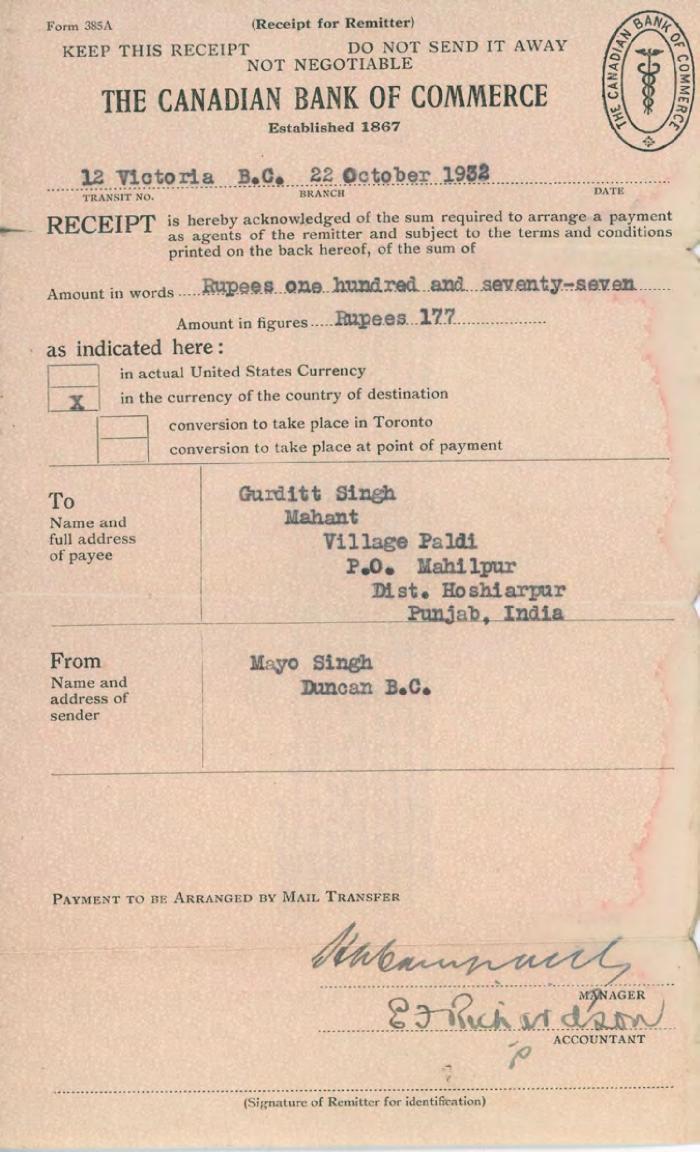 Form 385A
(Receipt for Remitter)
KEEP THIS RECEIPT DO NOT SEND IT AWAY
NOT NEGOTIABLE
THE CANADIAN BANK OF COMMERCE
Established 1867
THE CANADIAN BANK OF COMMERCE
12 Victoria B.C. 22 October 1932
TRANSIT NO. BRANCH DATE
RECEIPT is hereby acknowledged of the sum required to arrange a payment
as agents of the remitter and subject to the terms and conditions
printed on the back hereof, of the sum of
Amount in words Rupees one hundred and seventy-seven
Amount in figures Rupees 177
as indicated here:
in actual United States Currency
X in the currency of the country of destination
conversion to take place in Toronto
conversion to take place at point of payment
To
Name and
full address
of payee
Gurditt Singh
Mahant
Village Paldi
P.O. Mahilpur
Dist. Hoshiarpur
Punjab, India
From
Name and
address of
sender
Mayo Singh
Duncan B.C.
PAYMENT TO BE ARRANGED BY MAIL TRANSFER
MANAGER
E F Richardson
ACCOUNTANT
(Signature of Remitter for identification)